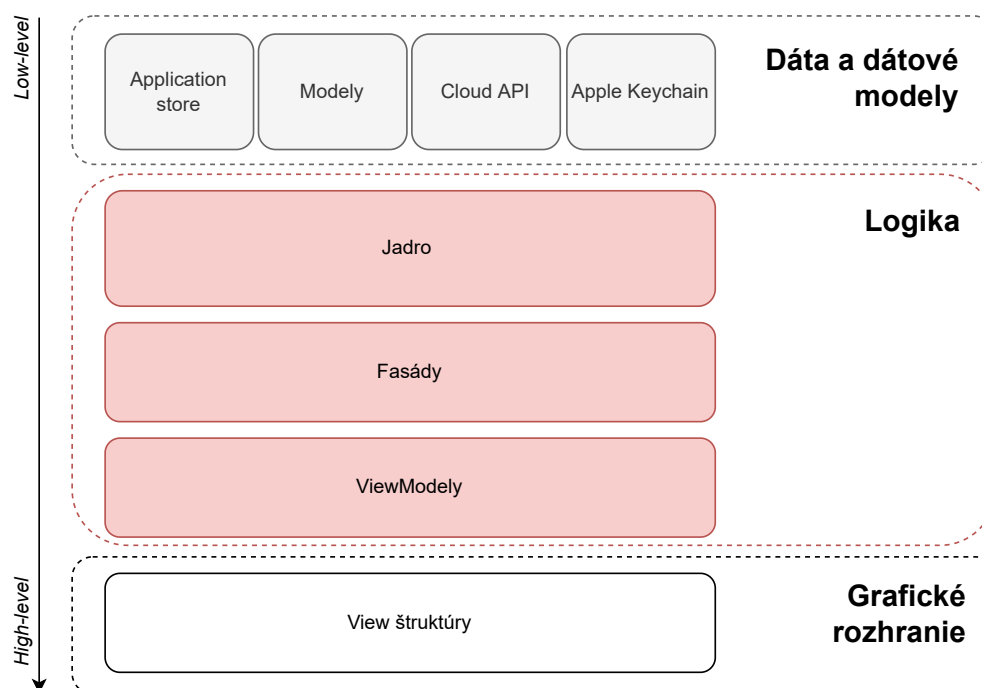 Low-level
Application
store
Modely
Cloud API
Apple Keychain
Dáta a dátové
modely
Jadro
Logika
Fasády
ViewModely
High-level
View štruktúry
Grafické
rozhranie